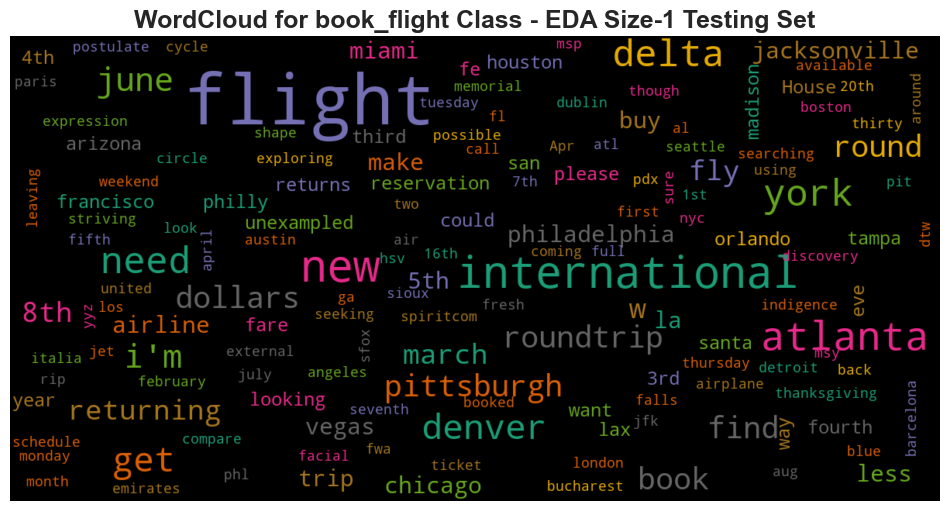 WordCloud for book_flight Class - EDA Size-1 Testing Set
postulate cycle miami msp delta jacksonville
4th june houston available
paris flight fe memorial though madison House 20th around
tuesday dublin boston
expression fl buy thirty
arizona shape third possible al round
circle exploring make call Apr atl seattle searching
weekend returns reservation san please pdx fly using pit
leaving francisco philly 7th sure 1st york
striving look unexampled two could first nyc
fifth april austin air philadelphia orlando tampa dtw
need hsv 16th coming full discovery
new 5th international
united dollars sioux eve
8th yyz los ga fresh w indigence
airline fare seeking spiritcom la
jet i'm sfox roundtrip atlanta
italia external march santa msy
rip february july angeles thursday detroit back
year looking pittsburgh 3rd airplane thanksgiving
returning seventh booked want falls
vegas denver lax jfk find way fourth barcelona
schedule compare
monday get facial fwa blue
month phl ticket london aug less
emirates trip chicago bucharest book